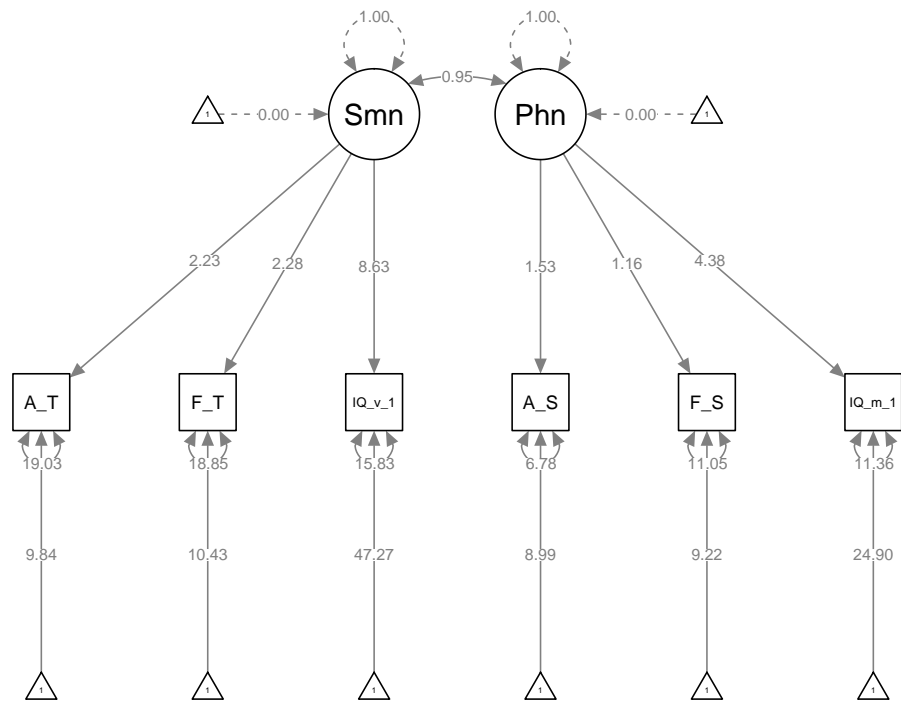 1.00 1.00
0.95
1 0.00 Smn Phn 0.00 1
2.23 2.28 8.63 1.53 1.16 4.38
A_T F_T IQ_v_1 A_S F_S IQ_m_1
19.03 18.85 15.83 6.78 11.05 11.36
9.84 10.43 47.27 8.99 9.22 24.90
1 1 1 1 1 1